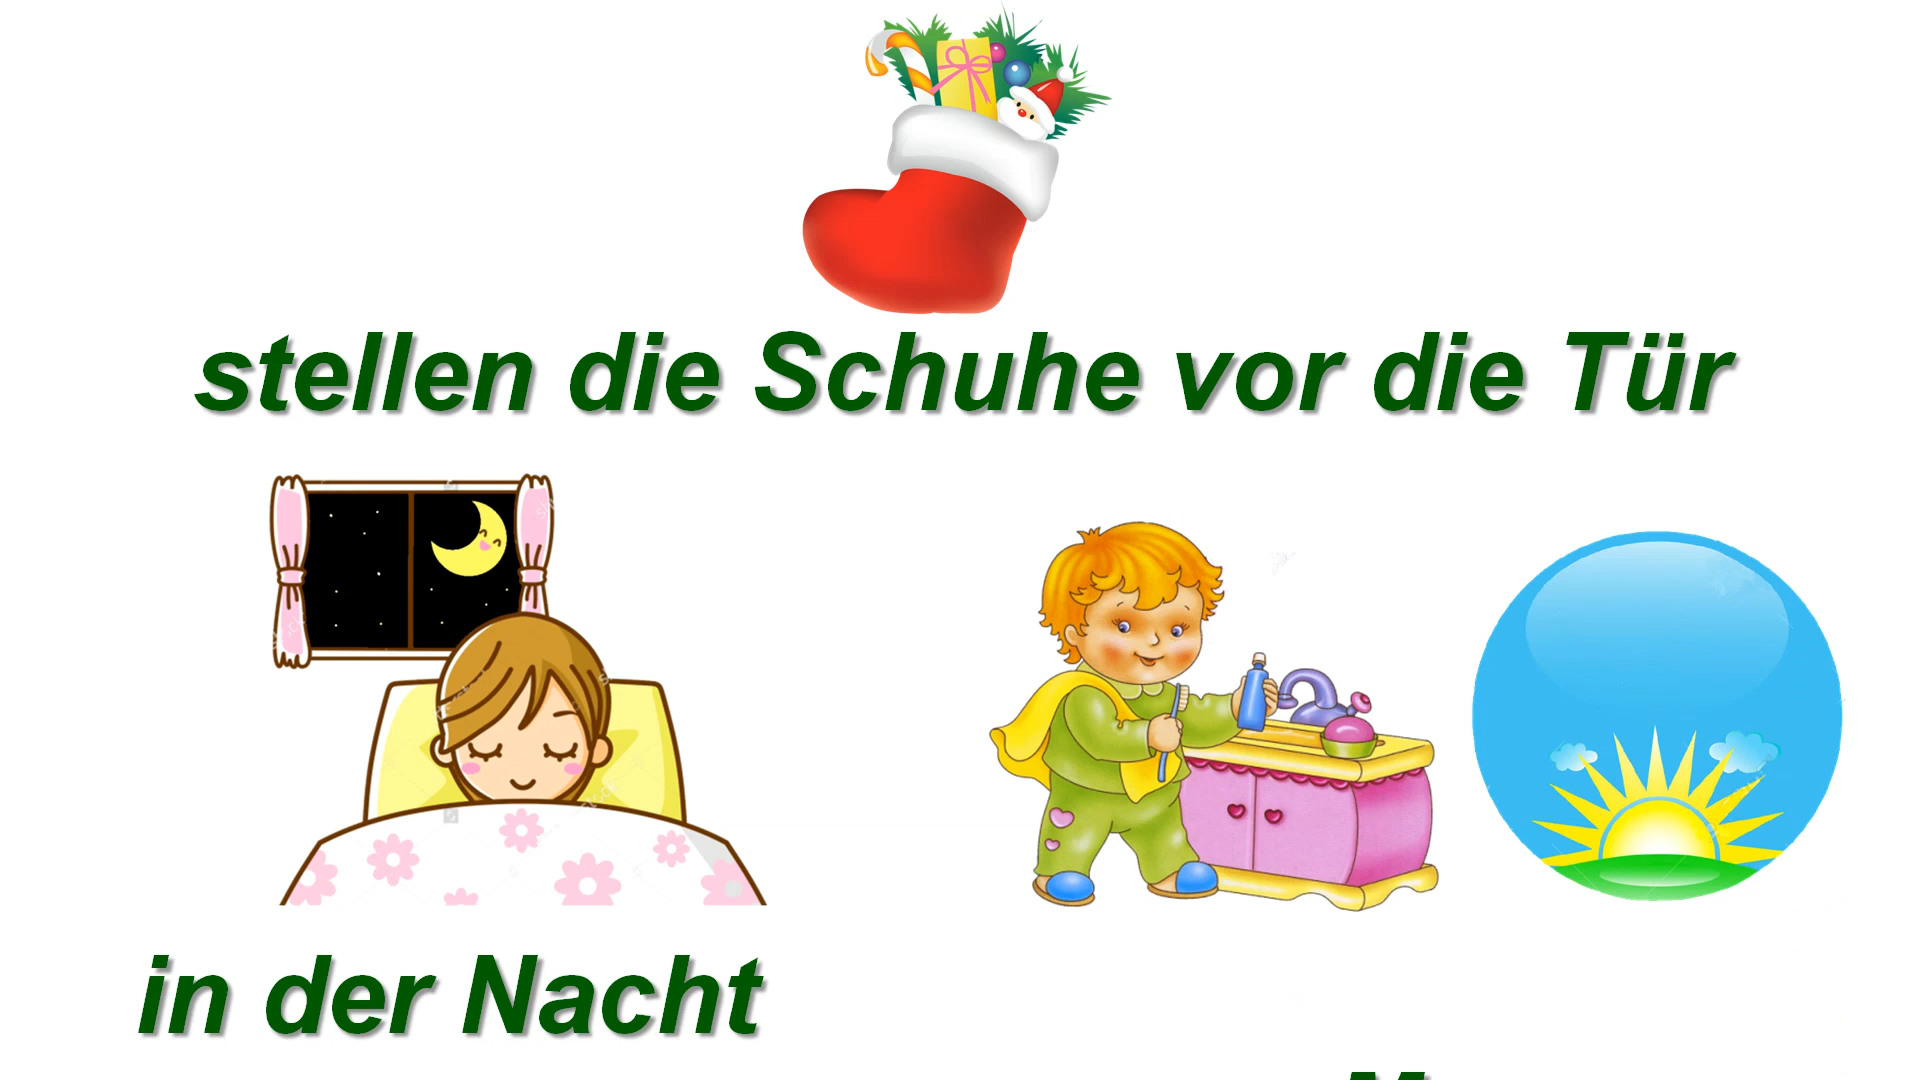 stellen die Schuhe vor die Tür
in der Nacht